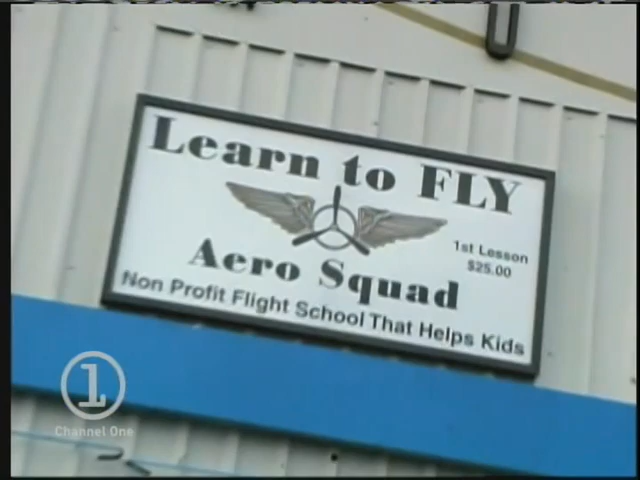 Learn to FLY
1st Lesson
$25.00
Aero Squad
Non Profit Flight School That Helps Kids
1
Channel One